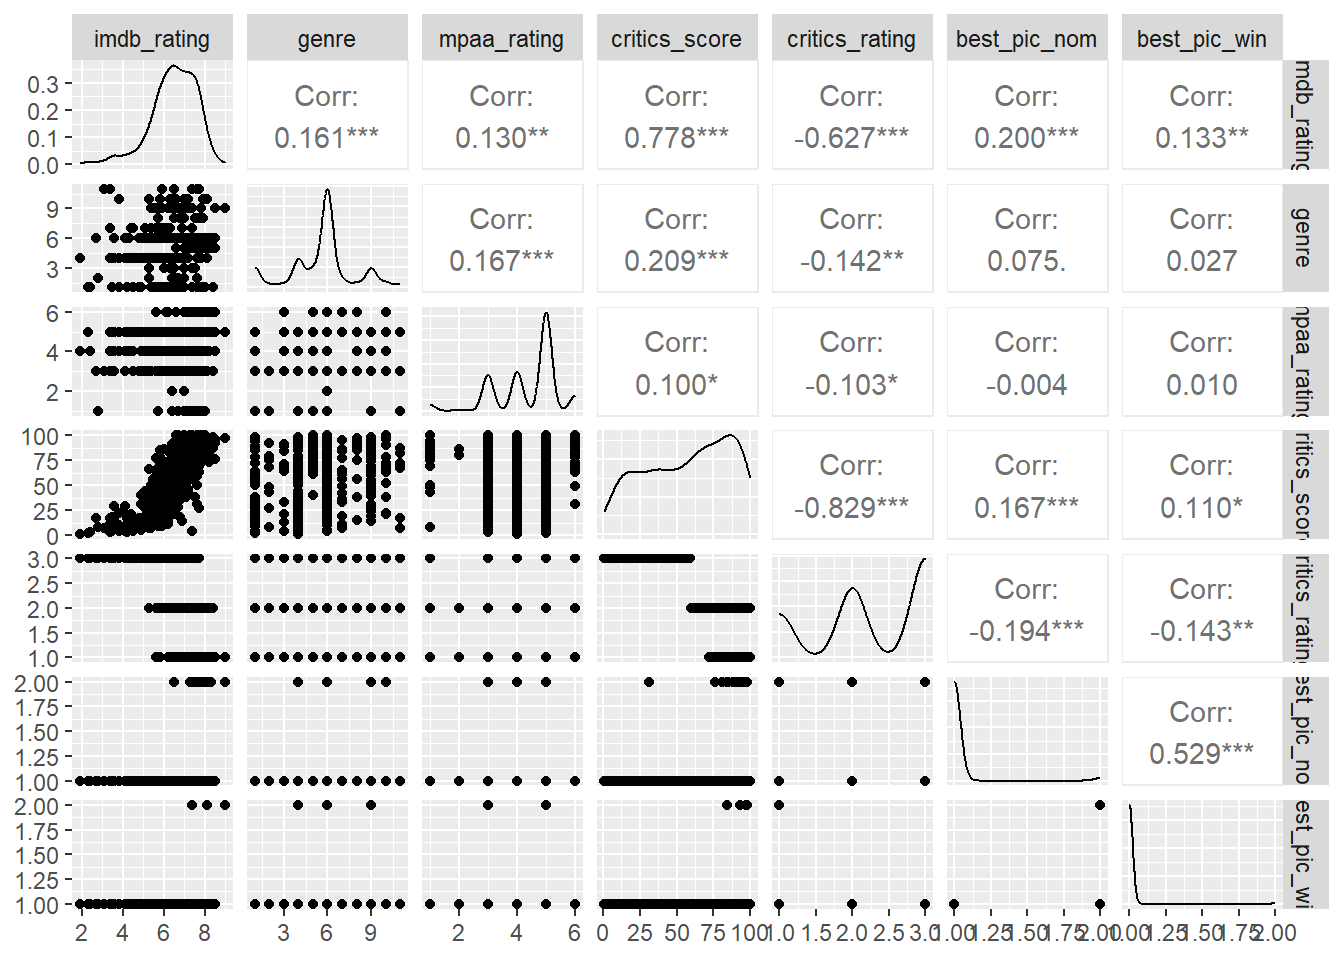 imdb_rating genre mpaa_rating critics_score critics_rating best_pic_nom best_pic_win
0.3
0.2
0.1
0.0
Corr: Corr: Corr: Corr: Corr: Corr:
0.161*** 0.130** 0.778*** -0.627*** 0.200*** 0.133**
mdb_rating
9
6
3
Corr: Corr: Corr: Corr: Corr:
0.167*** 0.209*** -0.142** 0.075. 0.027
genre
6
4
2
Corr: Corr: Corr: Corr:
0.100* -0.103* -0.004 0.010
mpaa_rating
100
75
50
25
0
Corr: Corr: Corr:
-0.829*** 0.167*** 0.110*
ritics_scor
3.0
2.5
2.0
1.5
1.0
Corr: Corr:
-0.194*** -0.143**
ritics_rating
2.00
1.75
1.50
1.25
1.00
Corr:
0.529***
est_pic_no
2.00
1.75
1.50
1.25
1.00
est_pic_wi
2 4 6 8 3 6 9 2 4 6 0 25 50 75 100 1.0 1.5 2.0 2.5 3.0 1.00 1.25 1.50 1.75 2.00 1.00 1.25 1.50 1.75 2.00